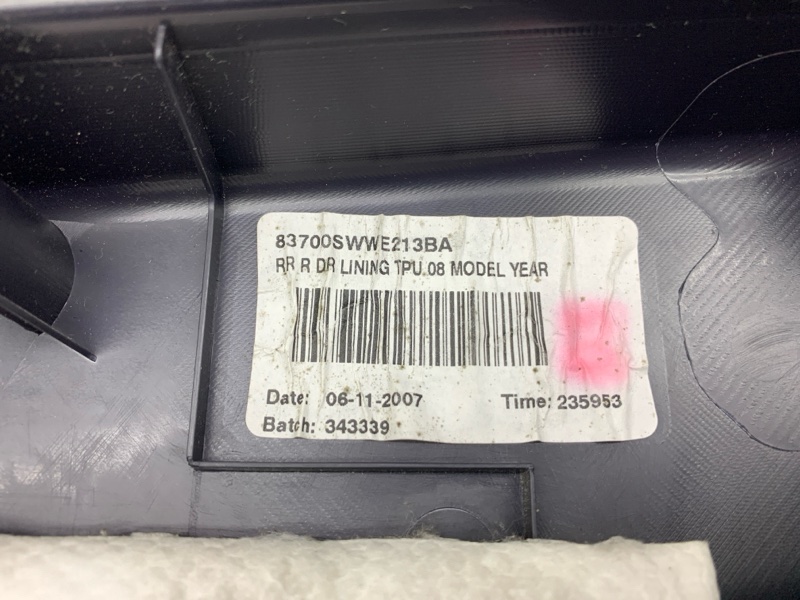 83700SWWE213BA
RR R DR LINING TPU.08 MODEL YEAR
Date: 06-11-2007 Time: 235953
Batch: 343339